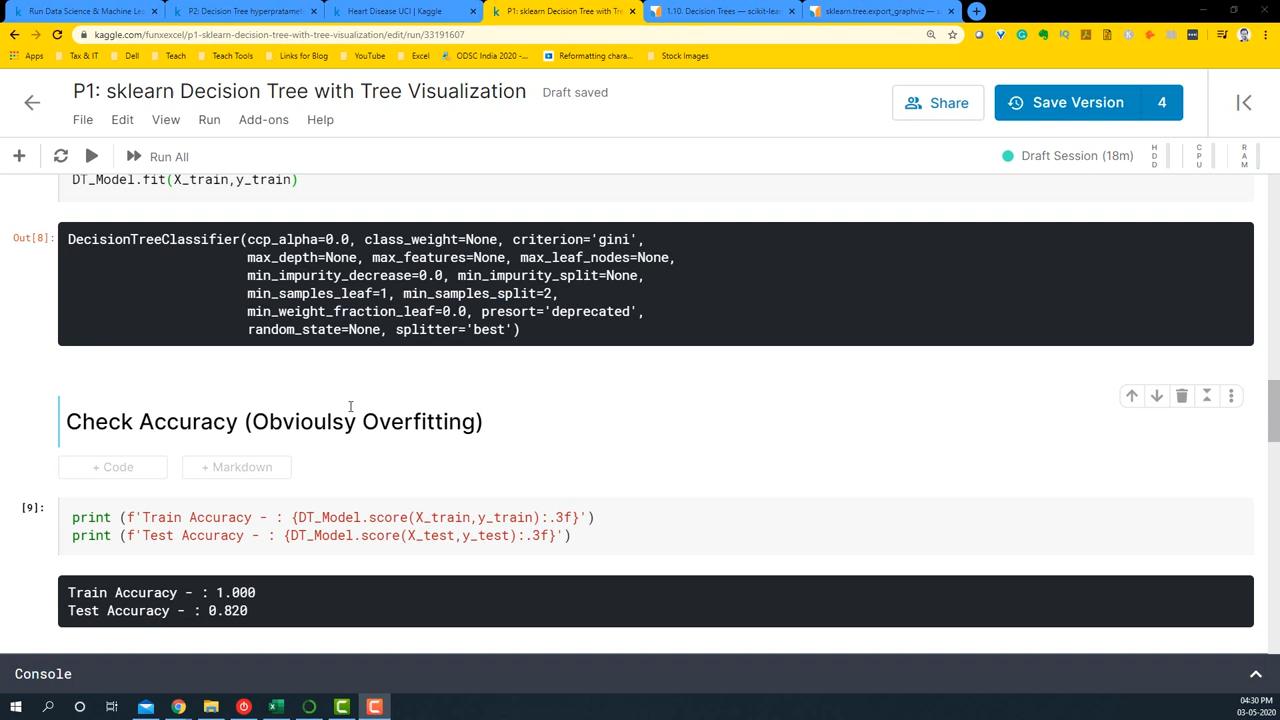 Run Data Science & Machine Le
P2: Decision Tree hyperpratamet
Heart Disease UCI | Kaggle
P1: sklearn Decision Tree with Tre
1.10. Decision Trees — scikit-lea
sklearn.tree.export_graphviz — s
kaggle.com/funxexcel/p1-sklearn-decision-tree-with-tree-visualization/edit/run/33191607
Apps
Tax & IT
Dell
Teach
Teach Tools
Links for Blog
YouTube
Excel
ODSC India 2020 -...
Reformatting chara...
Stock Images
P1: sklearn Decision Tree with Tree Visualization
Draft saved
Share
Save Version
4
File
Edit
View
Run
Add-ons
Help
Run All
Draft Session (18m)
HDD
CPU
RAM
DT_Model.fit(X_train,y_train)
Out[8]:
DecisionTreeClassifier(ccp_alpha=0.0, class_weight=None, criterion='gini',
max_depth=None, max_features=None, max_leaf_nodes=None,
min_impurity_decrease=0.0, min_impurity_split=None,
min_samples_leaf=1, min_samples_split=2,
min_weight_fraction_leaf=0.0, presort='deprecated',
random_state=None, splitter='best')
Check Accuracy (Obvioulsy Overfitting)
+ Code
+ Markdown
[9]:
print (f'Train Accuracy - : {DT_Model.score(X_train,y_train):.3f}')
print (f'Test Accuracy - : {DT_Model.score(X_test,y_test):.3f}')
Train Accuracy - : 1.000
Test Accuracy - : 0.820
Console
04:30 PM
03-05-2020